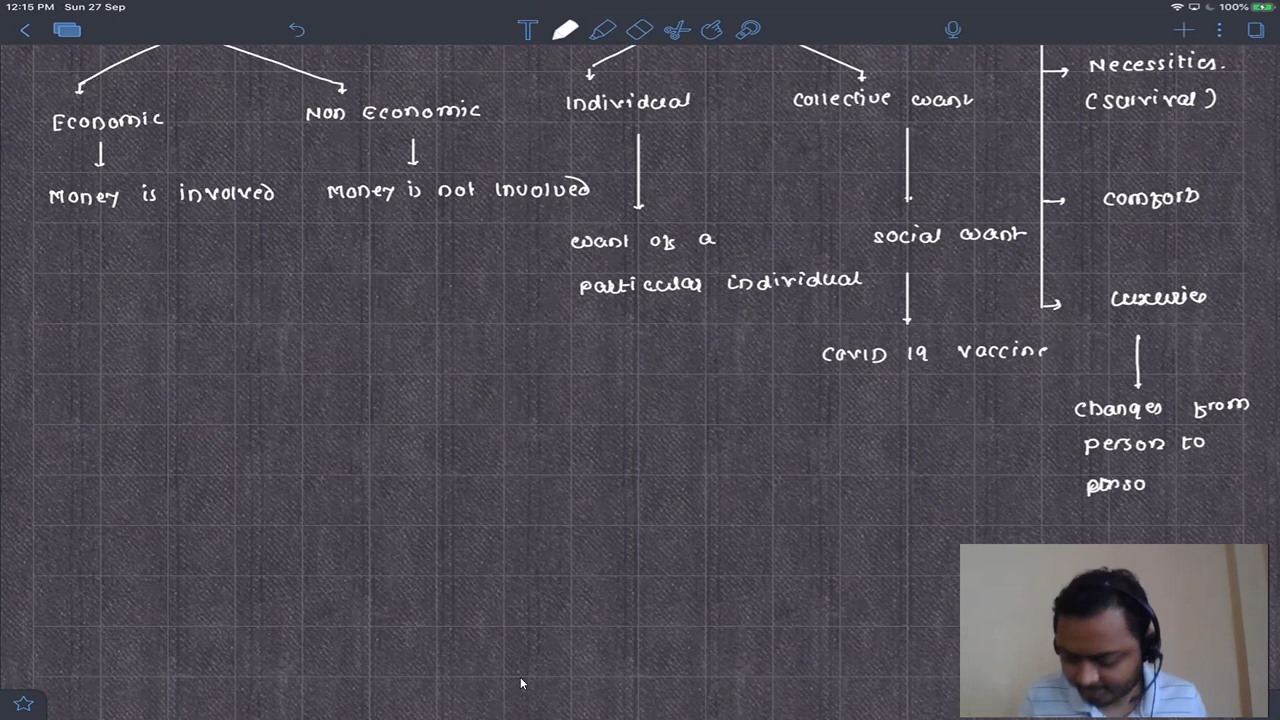 12:15 PM Sun 27 Sep
100%
Economic
Non Economic
Individual
Collective want
Necessities.
(Survival)
Money is involved
Money is not involved
want of a
particular individual
social want
comfort
luxuries
Covid 19 vaccine
Changes from
person to
perso